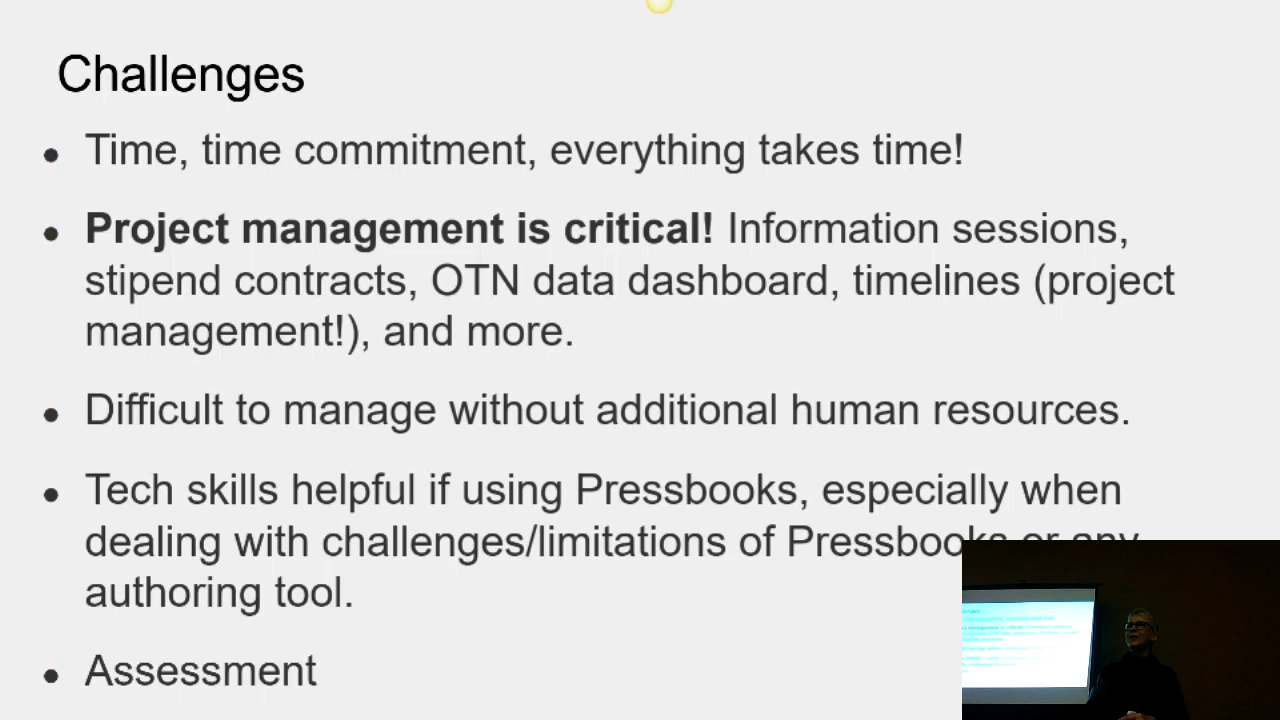 Challenges
Time, time commitment, everything takes time!
Project management is critical! Information sessions,
stipend contracts, OTN data dashboard, timelines (project
management!), and more.
Difficult to manage without additional human resources.
Tech skills helpful if using Pressbooks, especially when
dealing with challenges/limitations of Pressbooks or any
authoring tool.
Assessment